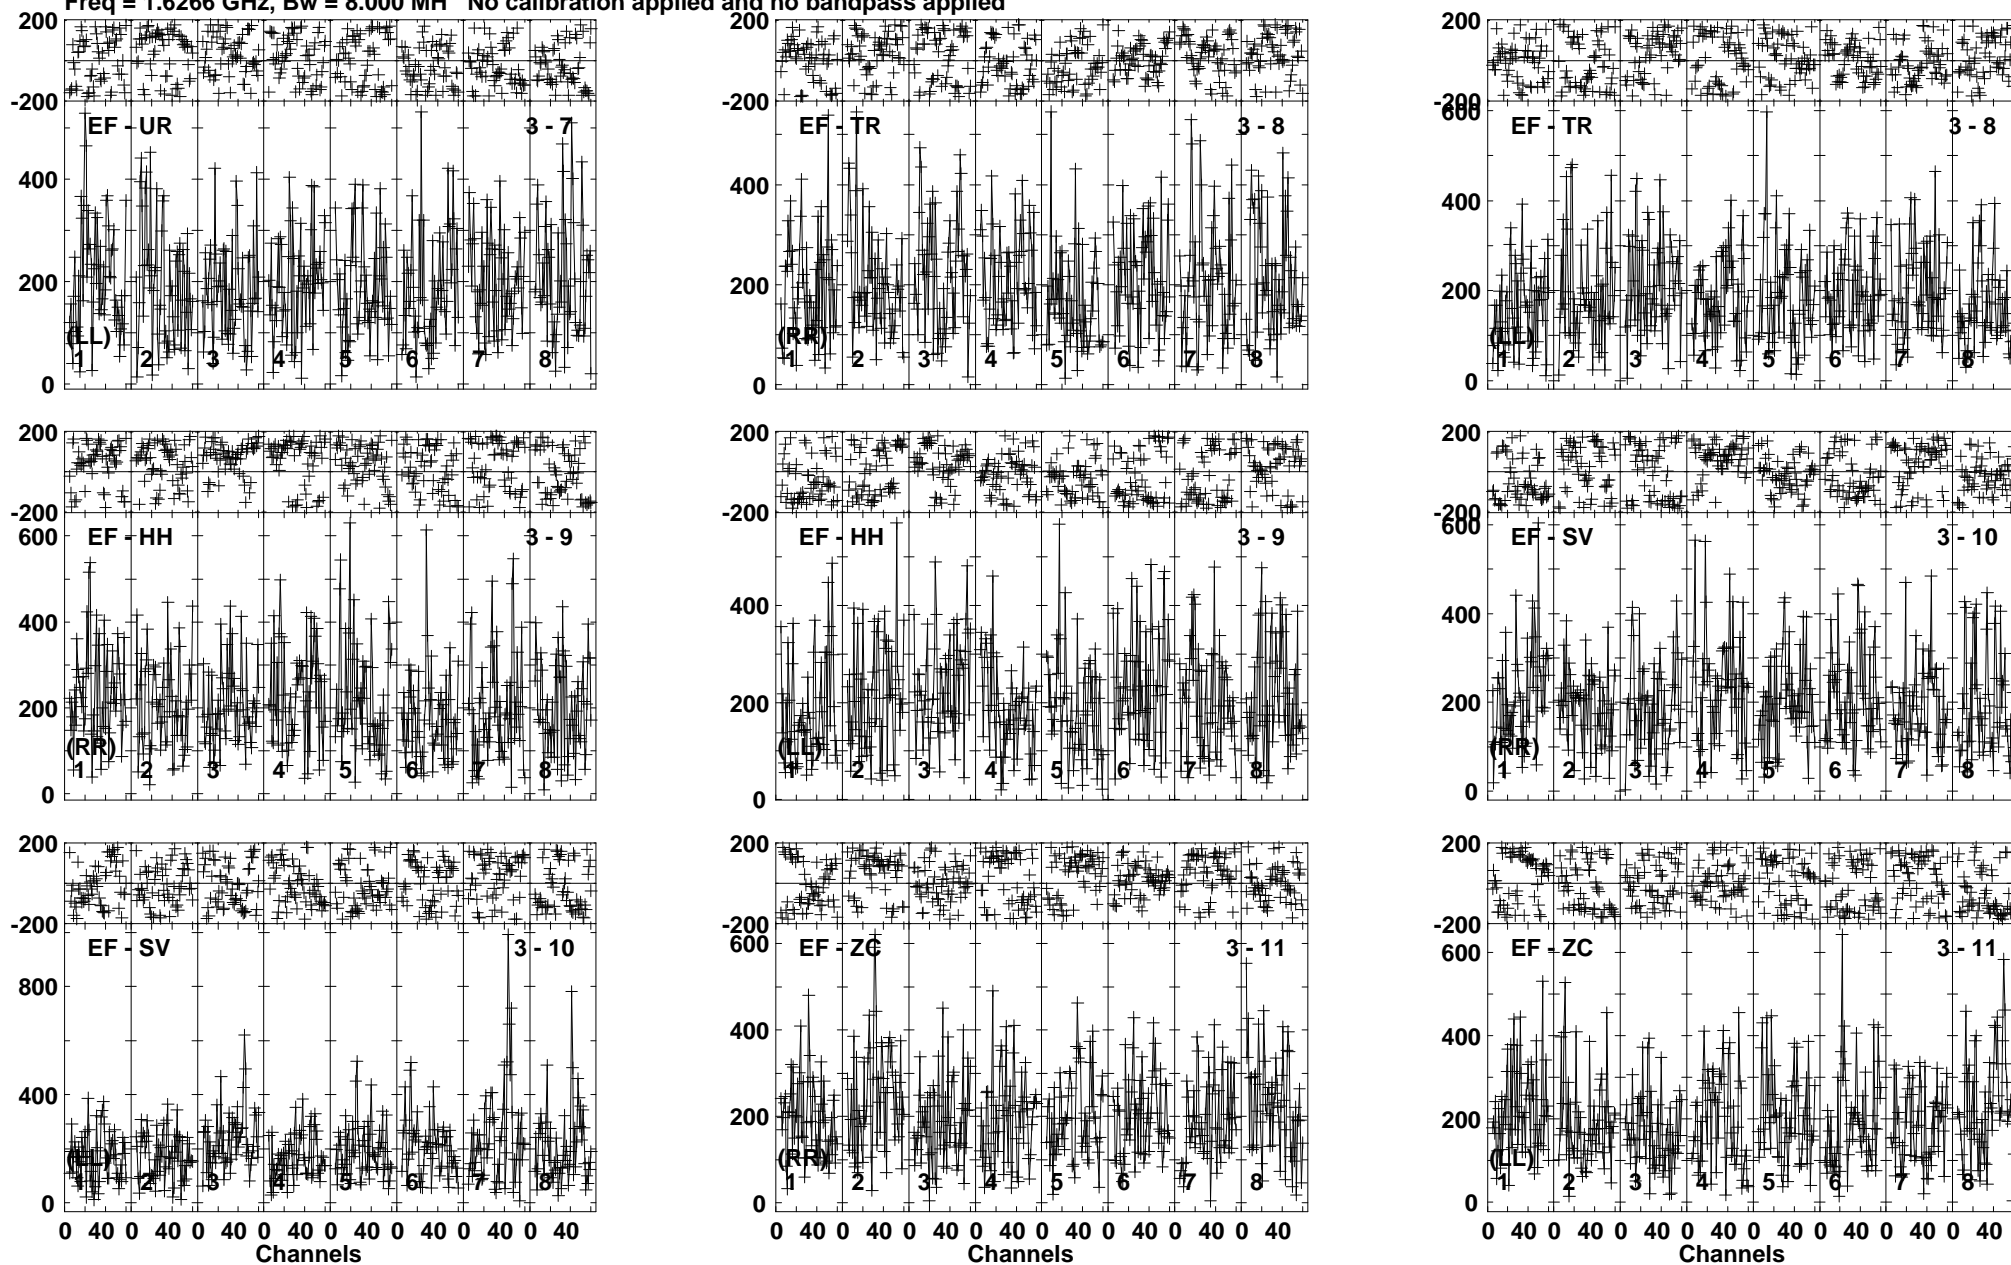 Freq = 1.6266 GHz, Bw = 8.000 MH No calibration applied and no bandpass applied
200 200 200
-200 -200 -200
600
EF - UR 3 - 7 EF - TR 3 - 8 EF - TR 3 - 8
400 400 400
200 200 200
(LL) (RR) (LL)
1 2 3 4 5 6 7 8 1 2 3 4 5 6 7 8 1 2 3 4 5 6 7 8
0 0 0
200 200 200
-200 -200 -200
600 600
EF - HH 3 - 9 EF - HH 3 - 9 EF - SV 3 - 10
400 400 400
200 200 200
(RR) (LL) (RR)
1 2 3 4 5 6 7 8 1 2 3 4 5 6 7 8 1 2 3 4 5 6 7 8
0 0 0
200 200 200
-200 -200 -200
EF - SV 3 - 10 EF - ZC 3 - 11 EF - ZC 3 - 11
800 600 600
400 400 400
200 200
(LL) (RR) (LL)
1 2 3 4 5 6 7 8 1 2 3 4 5 6 7 8 1 2 3 4 5 6 7 8
0 0 0
0 40 0 40 0 40 0 40 0 40 0 40 0 40 0 40 0 40 0 40 0 40 0 40 0 40 0 40 0 40 0 40 0 40 0 40 0 40 0 40 0 40 0 40 0 40 0 40
Channels Channels Channels